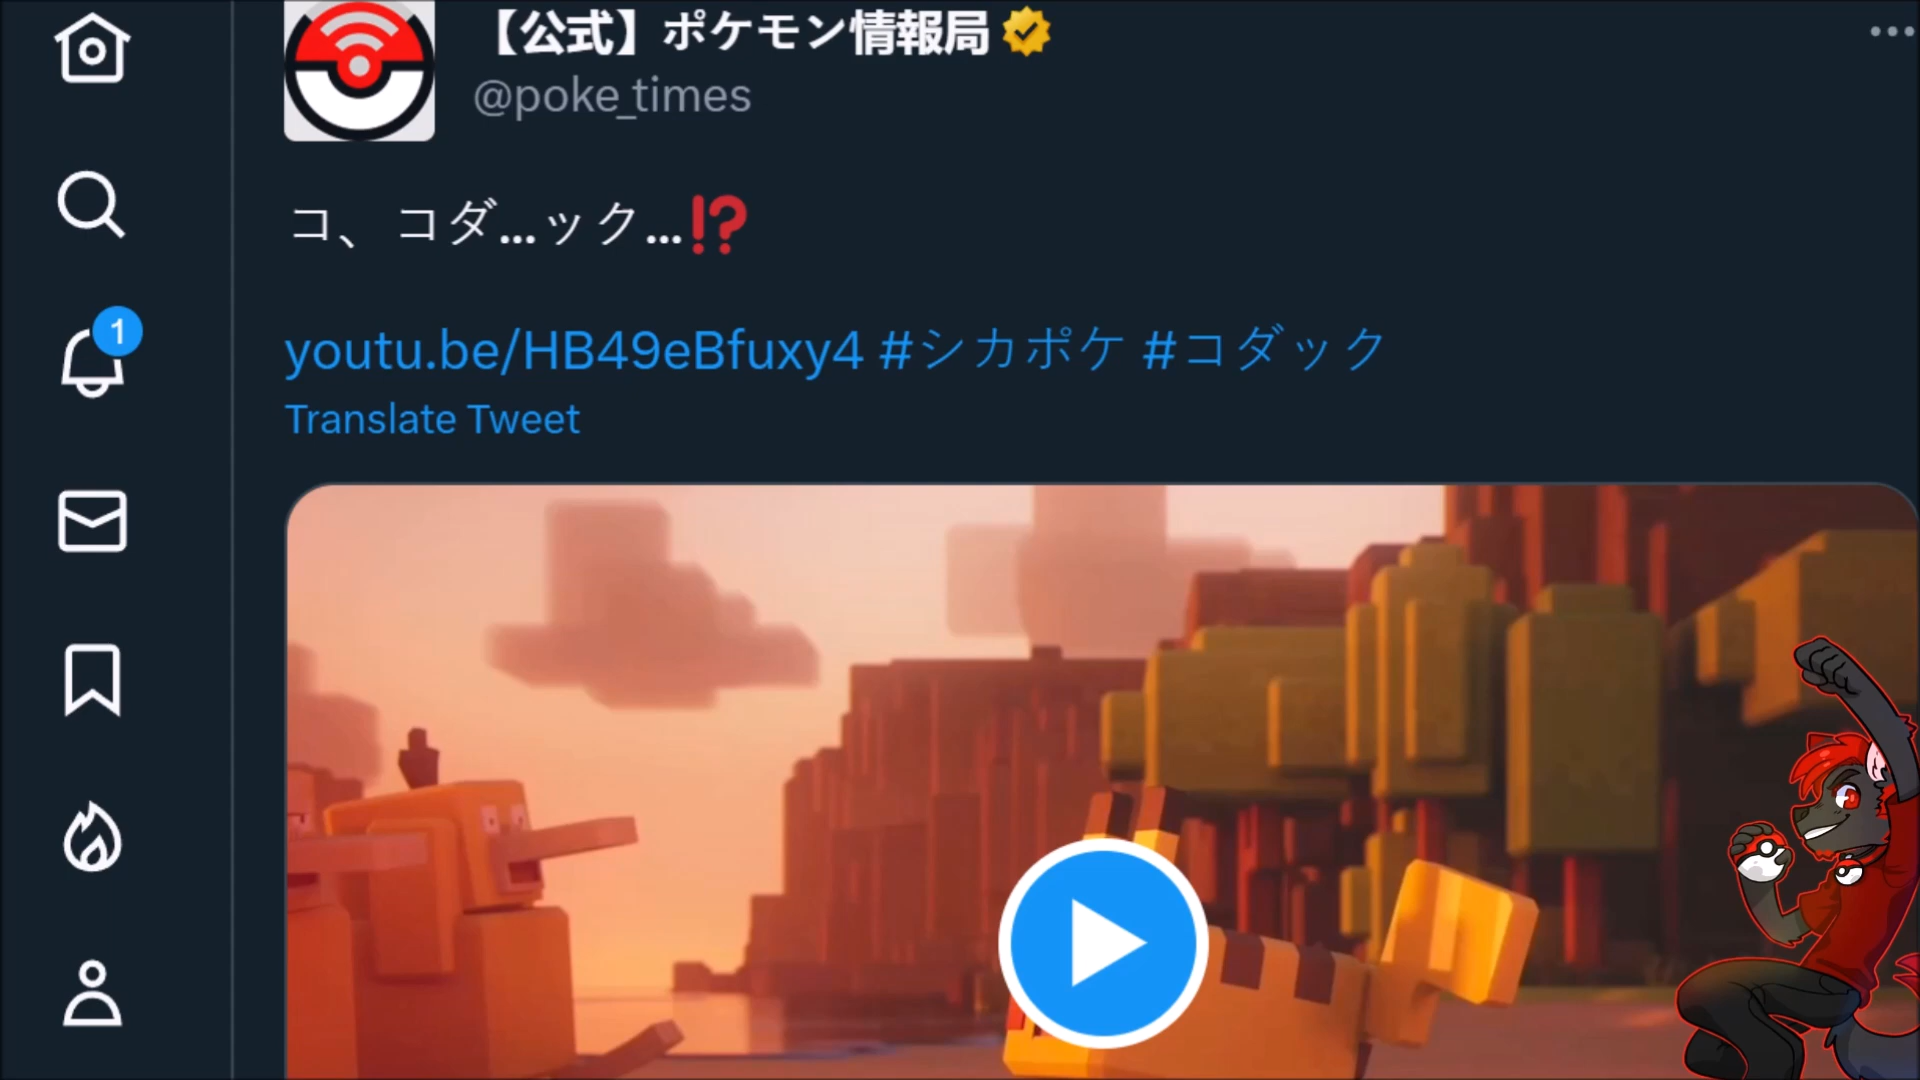 【公式】ポケモン情報局
@poke_times
コ、コダ...ック...⁉
youtu.be/HB49eBfuxy4 #シカポケ #コダック
Translate Tweet
1